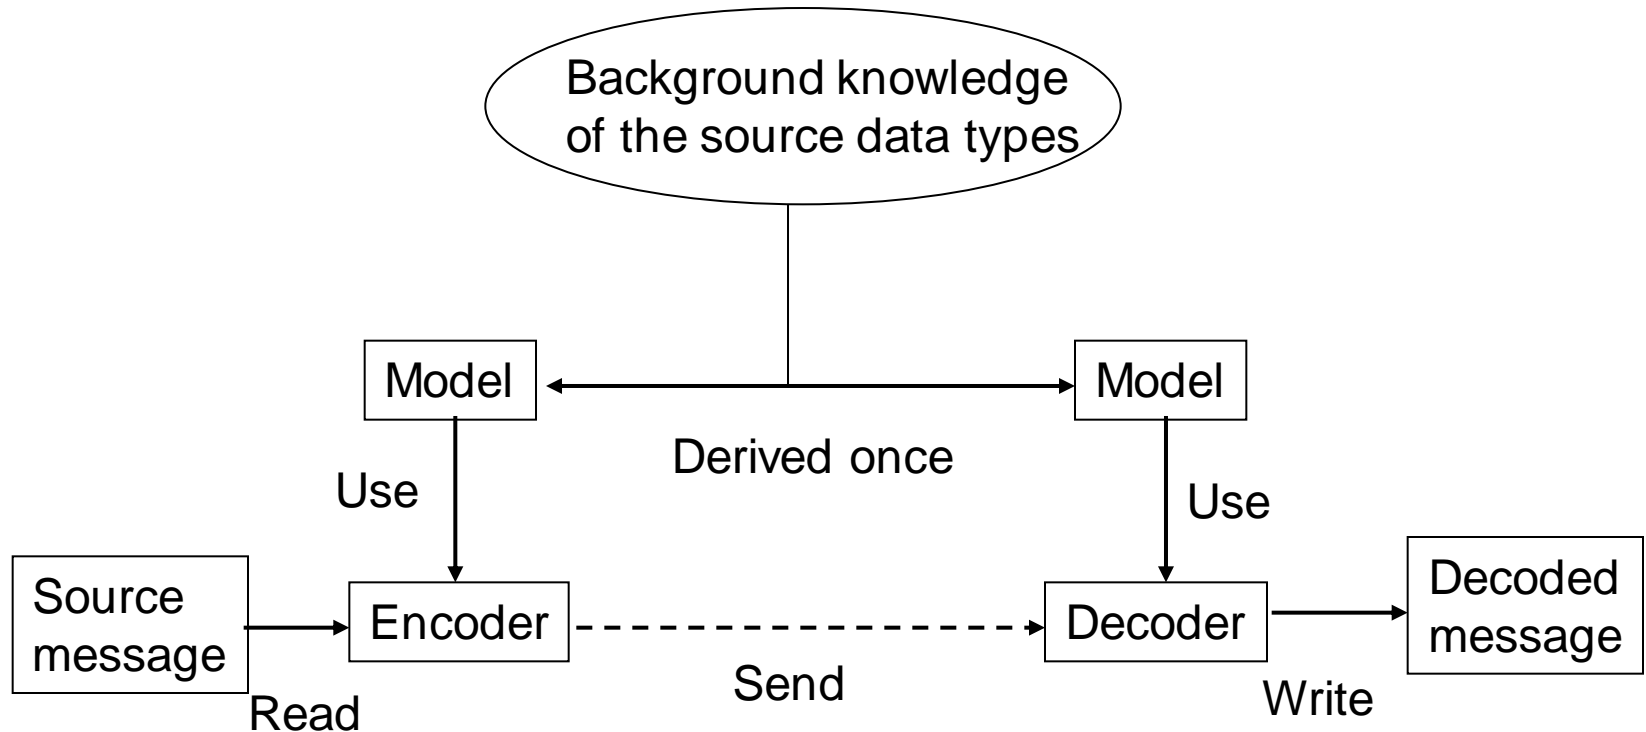 Background knowledge
of the source data types
Model
Model
Derived once
Use
Use
Source
message
Encoder
Decoder
Decoded
message
Read
Send
Write